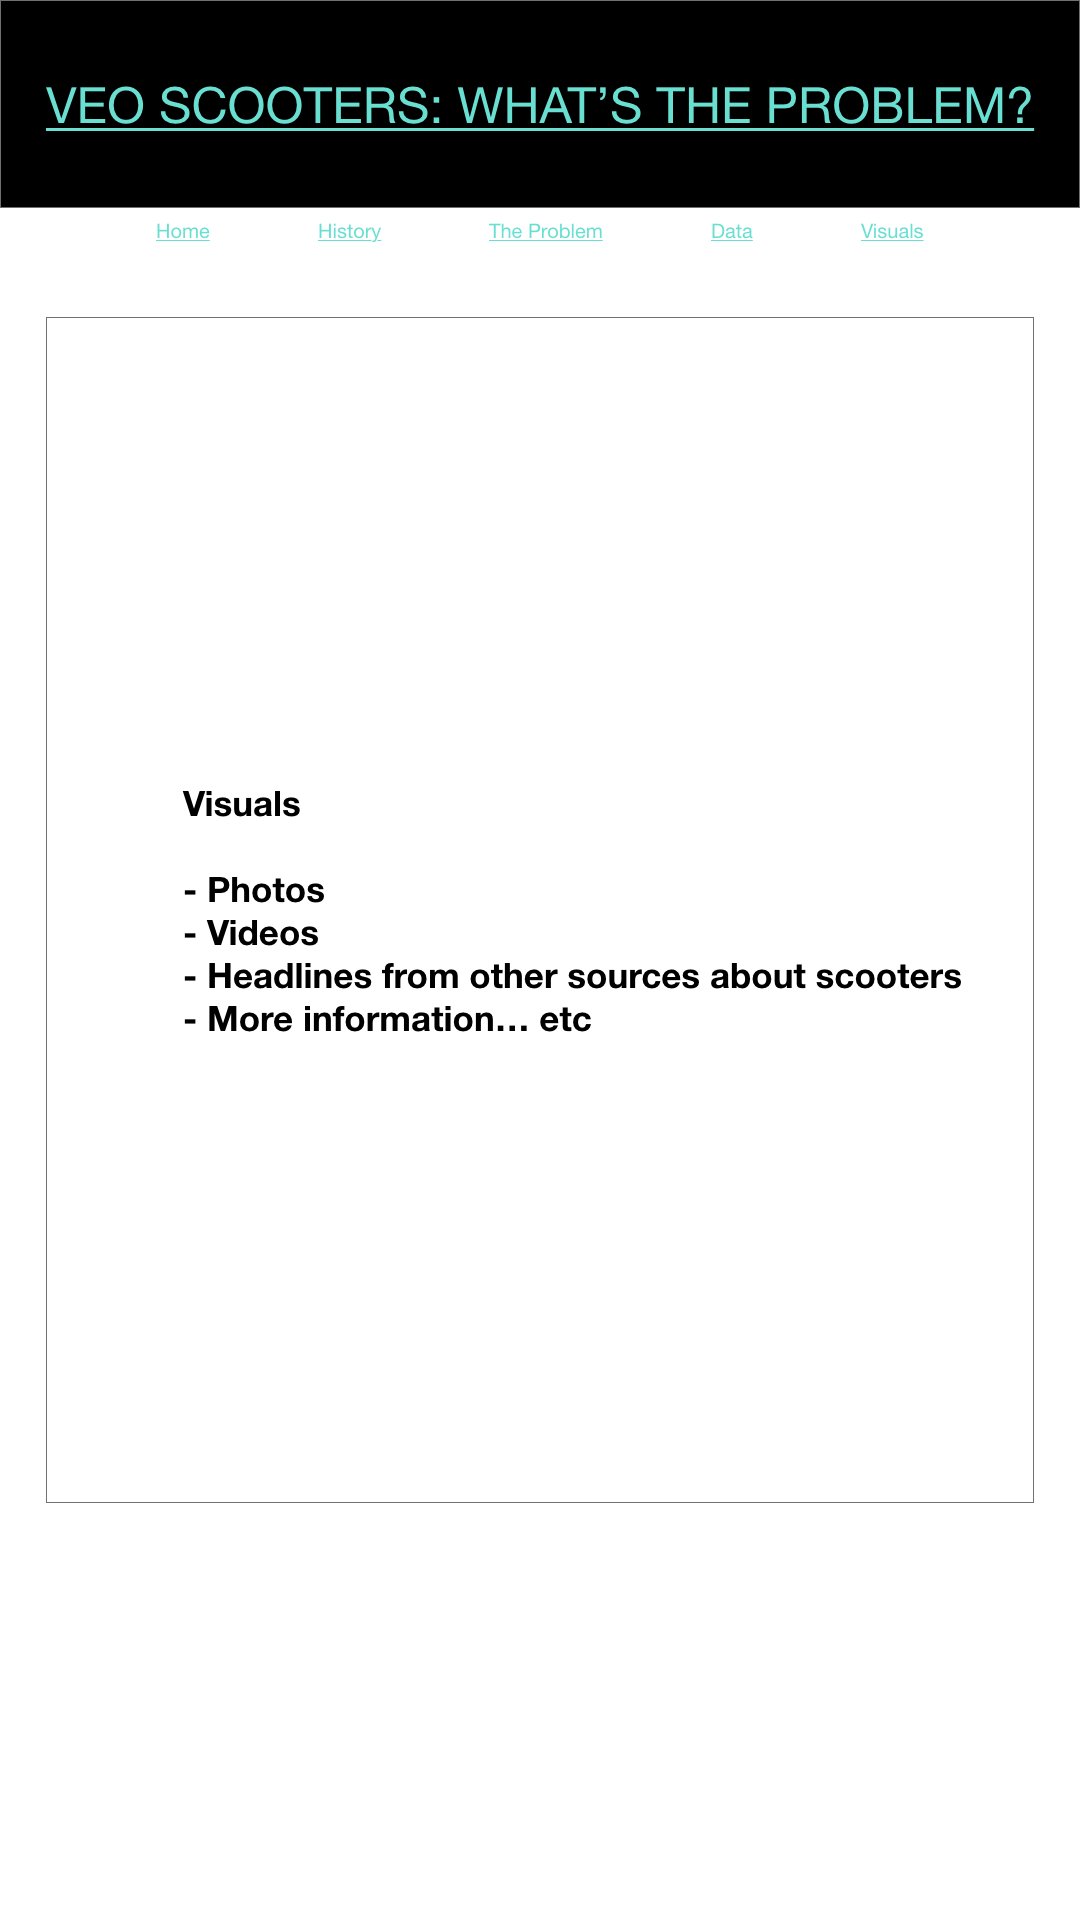 VEO SCOOTERS: WHAT’S THE PROBLEM?
Home History The Problem Data Visuals
Visuals
- Photos
- Videos
- Headlines from other sources about scooters
- More information… etc